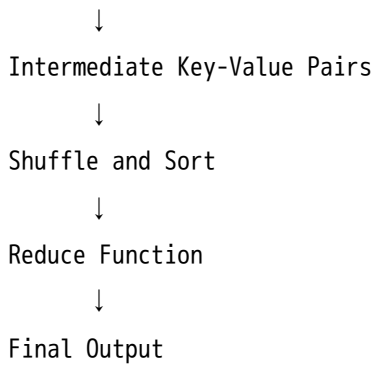 ↓
Intermediate Key-Value Pairs
↓
Shuffle and Sort
↓
Reduce Function
↓
Final Output